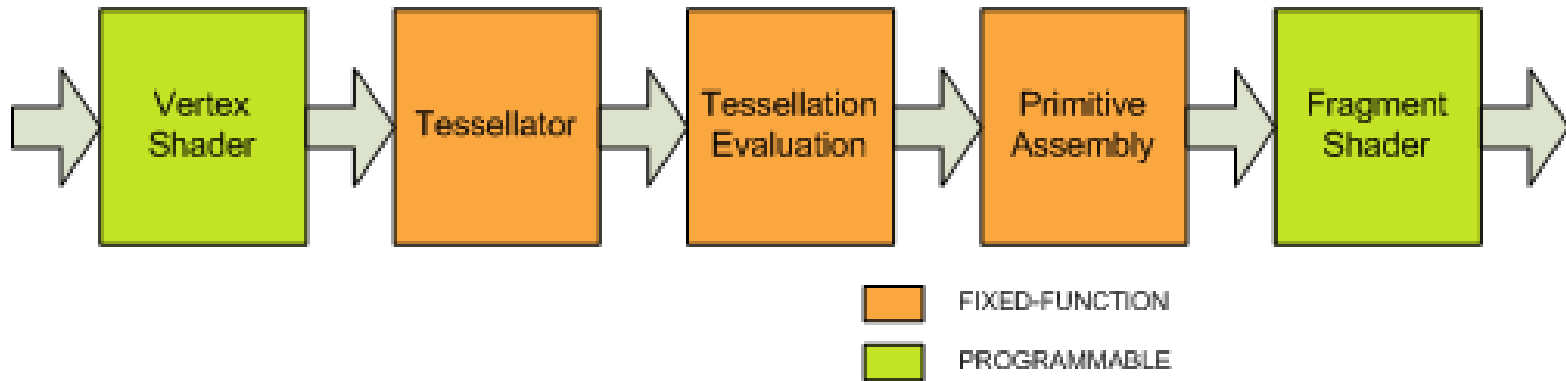 Vertex
Shader
Tessellator
Tessellation
Evaluation
Primitive
Assembly
Fragment
Shader
FIXED-FUNCTION
PROGRAMMABLE